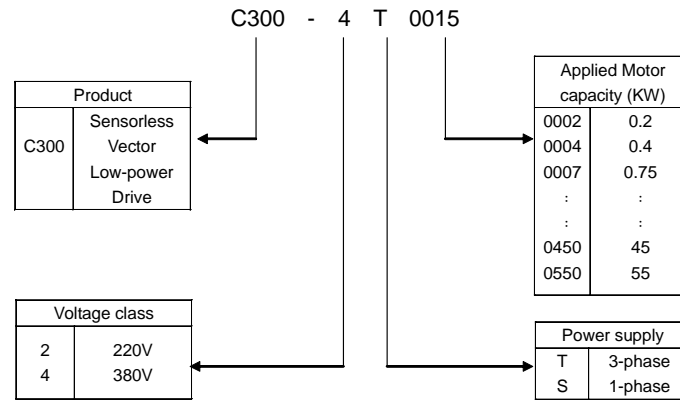 C300 - 4 T 0015
Product
C300 Sensorless
Vector
Low-power
Drive
Applied Motor
capacity (KW)
0002 0.2
0004 0.4
0007 0.75
: :
: :
0450 45
0550 55
Voltage class
2 220V
4 380V
Power supply
T 3-phase
S 1-phase